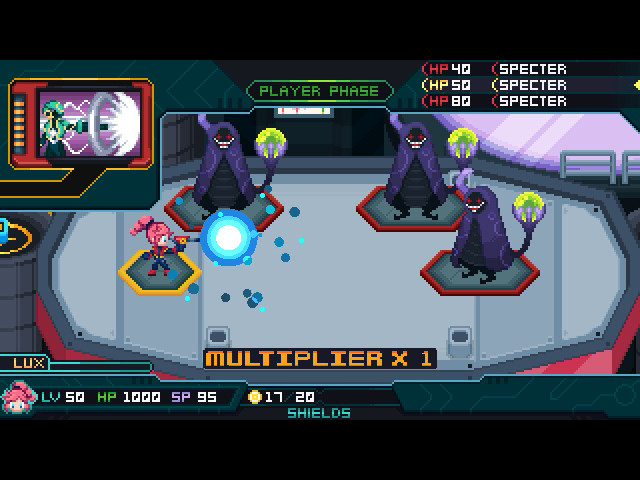 PLAYER PHASE
HP 40 SPECTER
HP 50 SPECTER
HP 80 SPECTER
MULTIPLIER X 1
LUX
LV 50 HP 1000 SP 95 17 20
SHIELDS